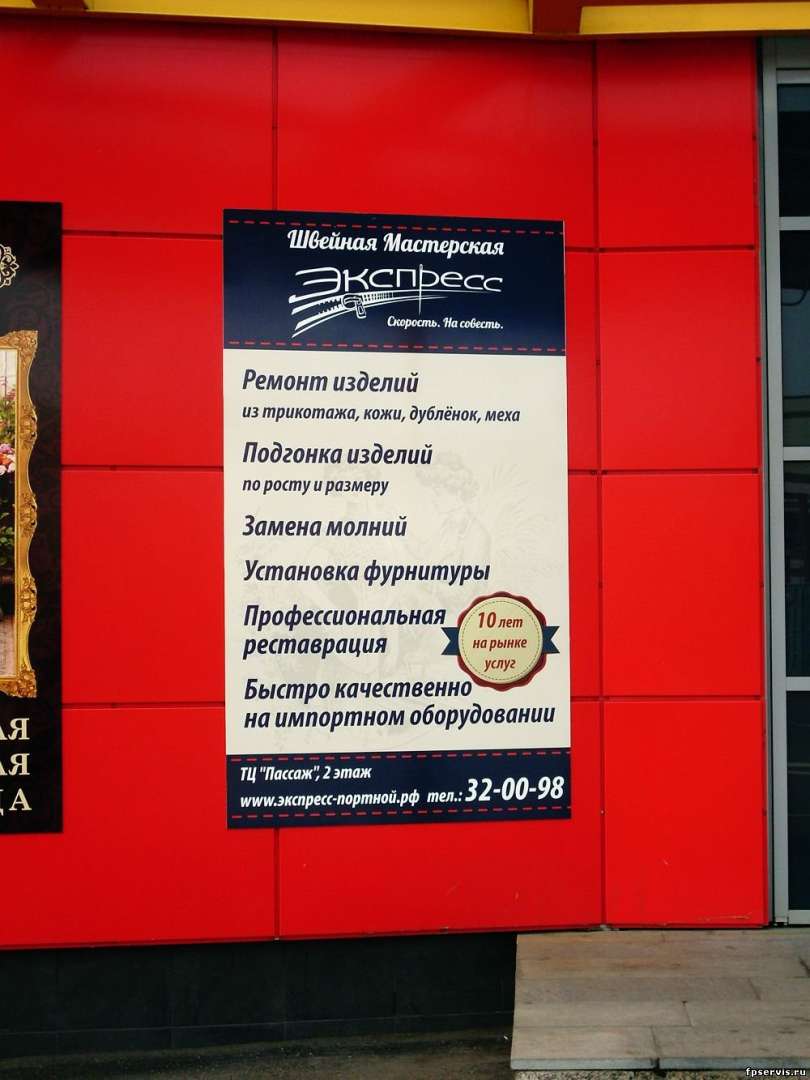 Швейная Мастерская
Экспресс
Скорость. На совесть.
Ремонт изделий
из трикотажа, кожи, дублёнок, меха
Подгонка изделий
по росту и размеру
Замена молний
Установка фурнитуры
Профессиональная
реставрация
10 лет
на рынке
услуг
Быстро качественно
на импортном оборудовании
ТЦ "Пассаж", 2 этаж
www.экспресс-портной.рф тел.: 32-00-98
fpservis.ru